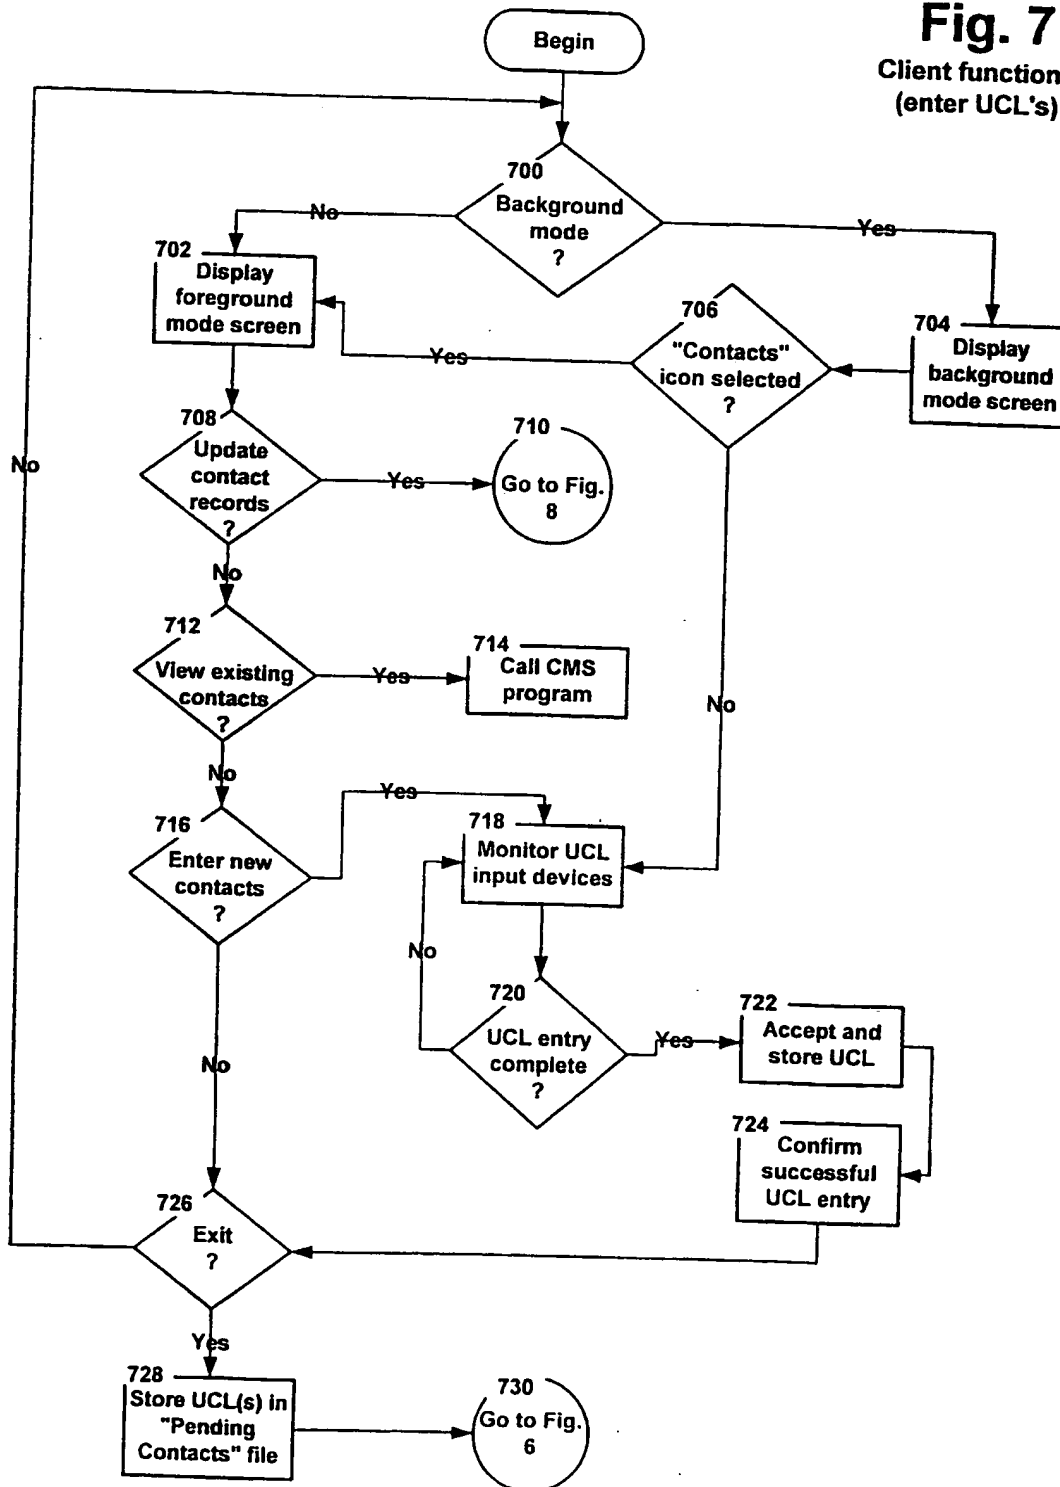 Fig. 7
Client function
(enter UCL's)
Begin
700
Background
mode
?
No
Yes
702
Display
foreground
mode screen
706
"Contacts"
icon selected
?
704
Display
background
mode screen
Yes
708
Update
contact
records
?
Yes
710
Go to Fig.
8
No
No
712
View existing
contacts
?
Yes
714
Call CMS
program
No
No
716
Enter new
contacts
?
Yes
718
Monitor UCL
input devices
No
720
UCL entry
complete
?
Yes
722
Accept and
store UCL
No
724
Confirm
successful
UCL entry
726
Exit
?
Yes
728
Store UCL(s) in
"Pending
Contacts" file
730
Go to Fig.
6